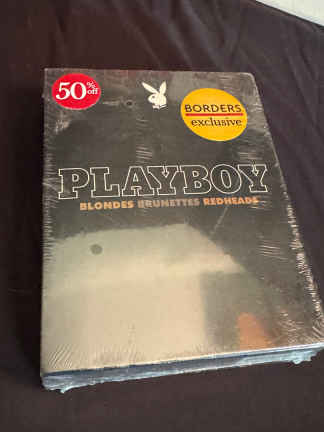 50% off
BORDERS
exclusive
PLAYBOY
BLONDES BRUNETTES REDHEADS